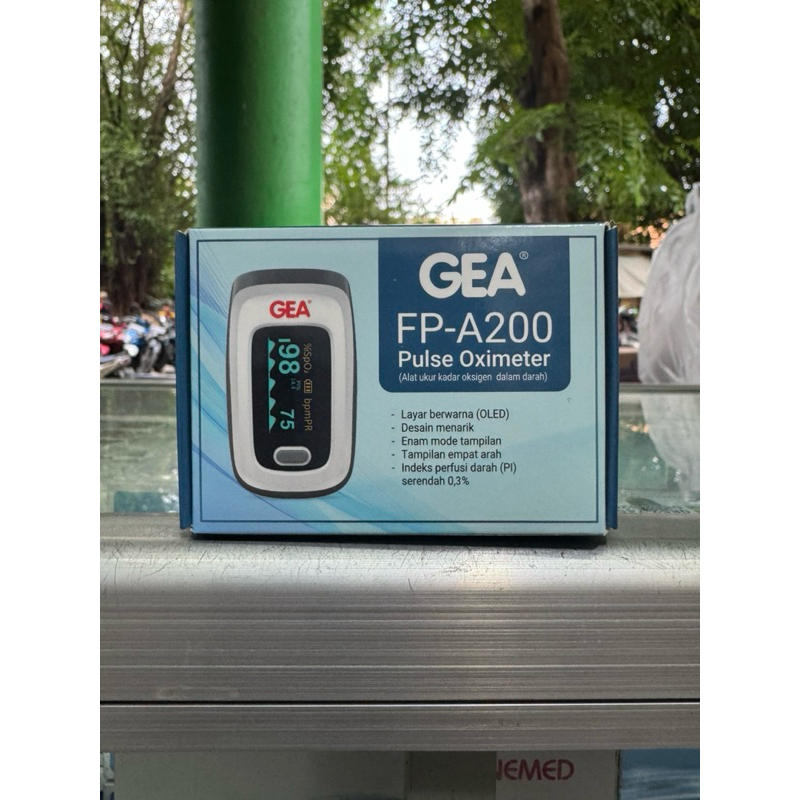 GEA®
FP-A200
Pulse Oximeter
(Alat ukur kadar oksigen dalam darah)
GEA®
%SpO₂
98
bpmPR
75
- Layar berwarna (OLED)
- Desain menarik
- Enam mode tampilan
- Tampilan empat arah
- Indeks perfusi darah (PI)
serendah 0,3%